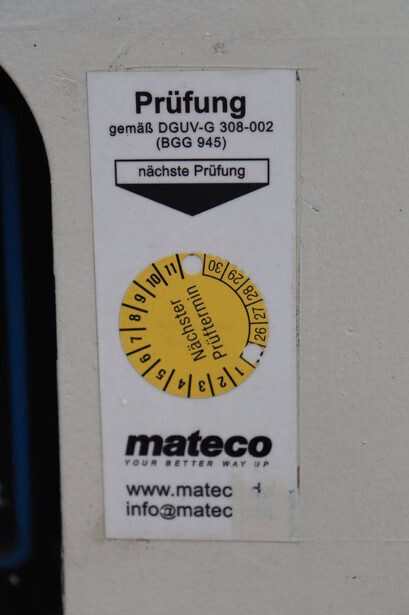 Prüfung
gemäß DGUV-G 308-002
(BGG 945)
nächste Prüfung
1 2 3 4 5 6 7 8 9 10 11
26 27 28 29 30
Nächster
Prüftermin
mateco
YOUR BETTER WAY UP
www.matec
info@matec